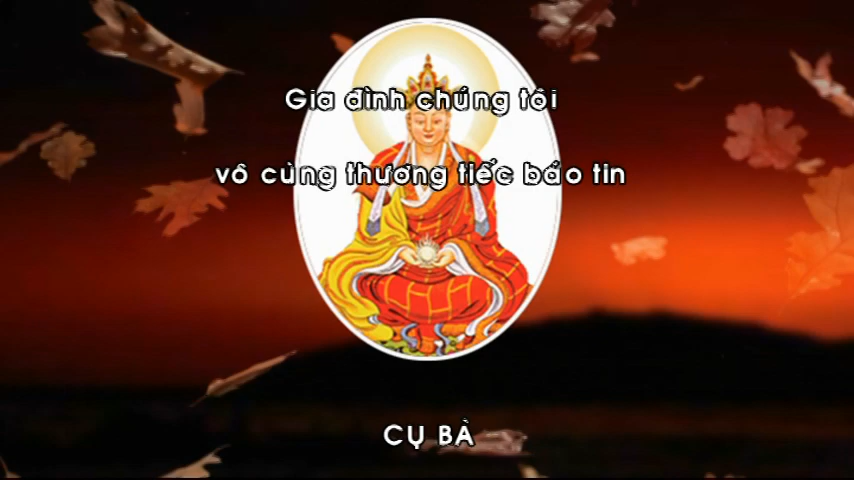 Gia đình chúng tôi
vô cùng thương tiếc báo tin
CỤ BÀ